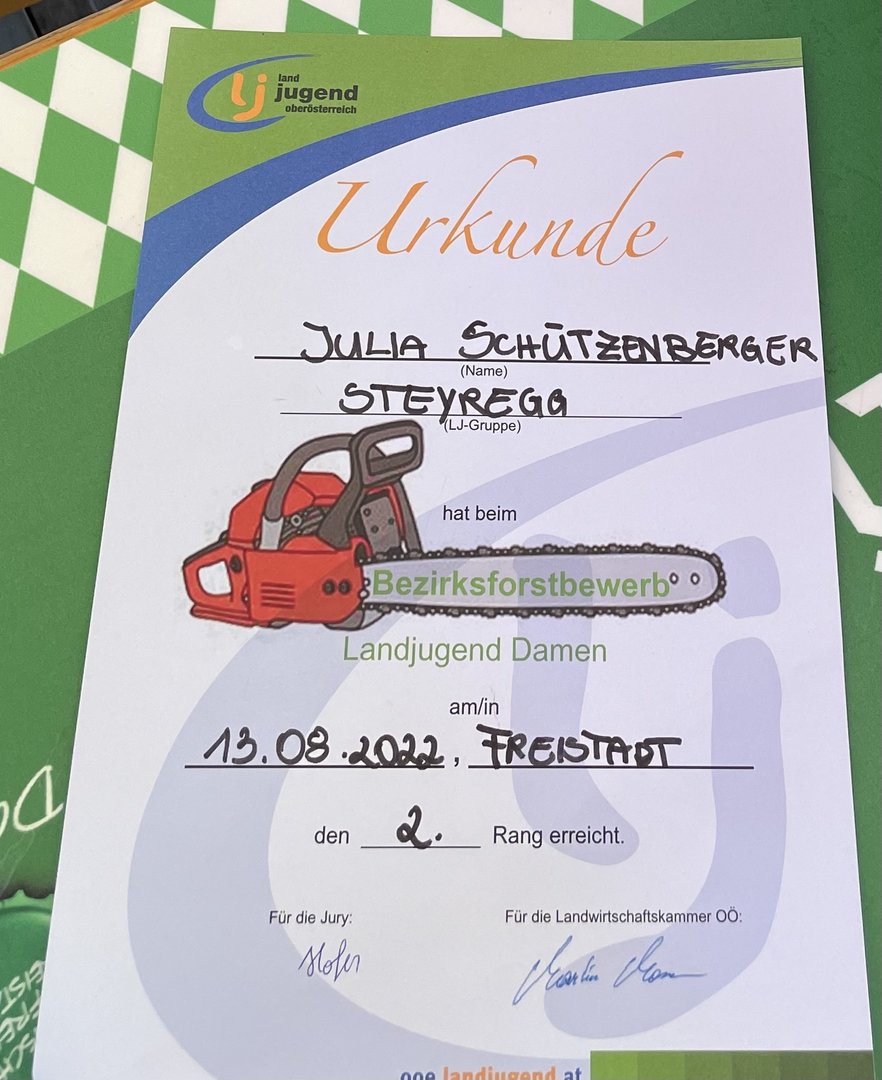 land
jugend
oberösterreich
Urkunde
JULIA SCHÜTZENBERGER
(Name)
STEYREGG
(LJ-Gruppe)
hat beim
Bezirksforstbewerb
Landjugend Damen
am/in
13.08.2022, FREISTADT
den 2. Rang erreicht.
Für die Jury: Für die Landwirtschaftskammer OÖ:
Hofer Martin
ooe.landjugend.at